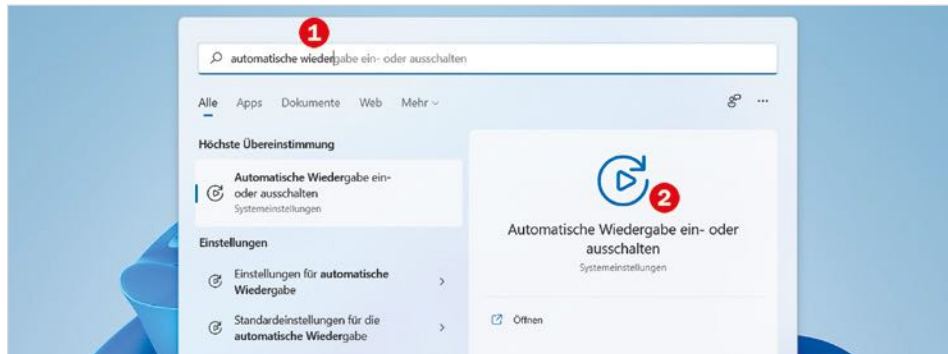 1
automatische wiedergabe ein- oder ausschalten
Alle Apps Dokumente Web Mehr
Höchste Übereinstimmung
Automatische Wiedergabe ein-
oder ausschalten
Systemeinstellungen
Einstellungen
Einstellungen für automatische
Wiedergabe
Standardeinstellungen für die
automatische Wiedergabe
2
Automatische Wiedergabe ein- oder
ausschalten
Systemeinstellungen
Öffnen